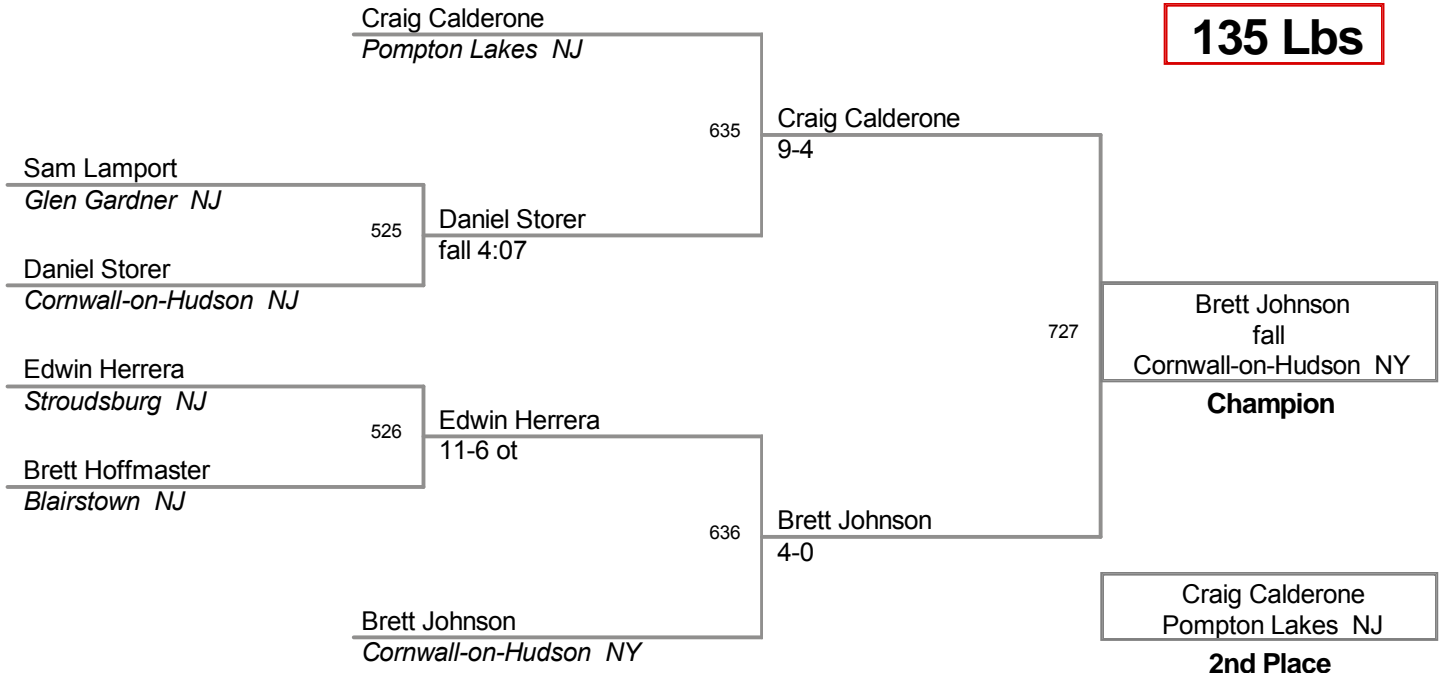 Craig Calderone
Pompton Lakes NJ
135 Lbs
635
Craig Calderone
9-4
Sam Lamport
Glen Gardner NJ
525
Daniel Storer
fall 4:07
Daniel Storer
Cornwall-on-Hudson NJ
727
Brett Johnson
fall
Cornwall-on-Hudson NY
Champion
Edwin Herrera
Stroudsburg NJ
526
Edwin Herrera
11-6 ot
Brett Hoffmaster
Blairstown NJ
636
Brett Johnson
4-0
Brett Johnson
Cornwall-on-Hudson NY
Craig Calderone
Pompton Lakes NJ
2nd Place